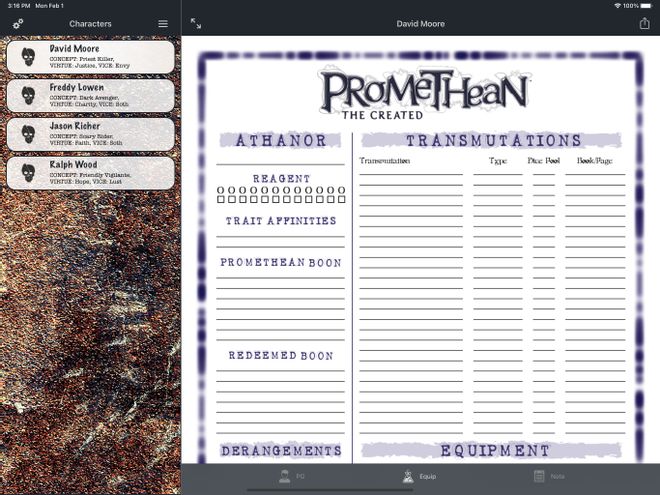 3:16 PM Mon Feb 1
100%
Characters
David Moore
David Moore
CONCEPT: Priest Killer,
VIRTUE: Justice, VICE: Envy
Freddy Lowen
CONCEPT: Dark Avenger,
VIRTUE: Charity, VICE: Soth
Jason Richer
CONCEPT: Scary Rider,
VIRTUE: Faith, VICE: Soth
Ralph Wood
CONCEPT: Friendly Vigilante,
VIRTUE: Hope, VICE: Lust
PROMETHEAN
THE CREATED
ATHANOR
REAGENT
TRAIT AFFINITIES
PROMETHEAN BOON
REDEEMED BOON
DERANGEMENTS
TRANSMUTATIONS
Transmutation Type Dice Pool Book/Page
EQUIPMENT
PG
Equip
Note